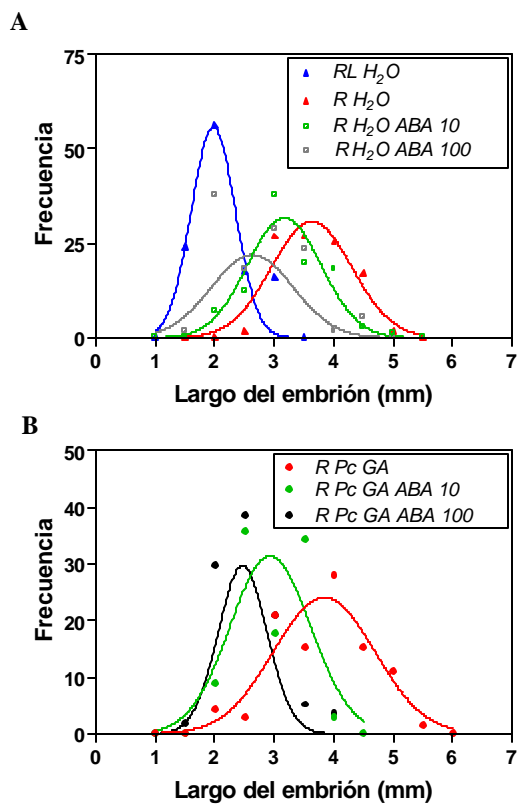 A
75
50
25
0
Frecuencia
RL H₂O
R H₂O
R H₂O ABA 10
R H₂O ABA 100
0 1 2 3 4 5 6 7
Largo del embrión (mm)
B
50
40
30
20
10
0
Frecuencia
R Pc GA
R Pc GA ABA 10
R Pc GA ABA 100
0 1 2 3 4 5 6 7
Largo del embrión (mm)